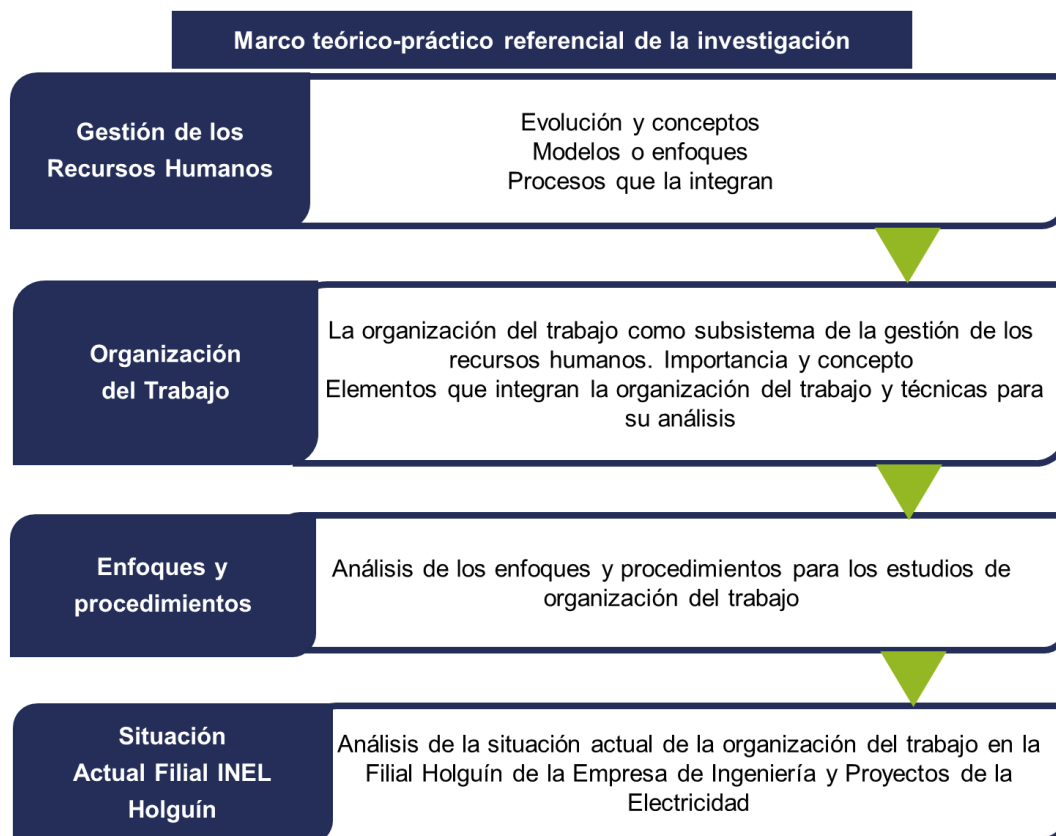 Marco teórico-práctico referencial de la investigación
Gestión de los
Recursos Humanos
Evolución y conceptos
Modelos o enfoques
Procesos que la integran
Organización
del Trabajo
La organización del trabajo como subsistema de la gestión de los
recursos humanos. Importancia y concepto
Elementos que integran la organización del trabajo y técnicas para
su análisis
Enfoques y
procedimientos
Análisis de los enfoques y procedimientos para los estudios de
organización del trabajo
Situación
Actual Filial INEL
Holguín
Análisis de la situación actual de la organización del trabajo en la
Filial Holguín de la Empresa de Ingeniería y Proyectos de la
Electricidad